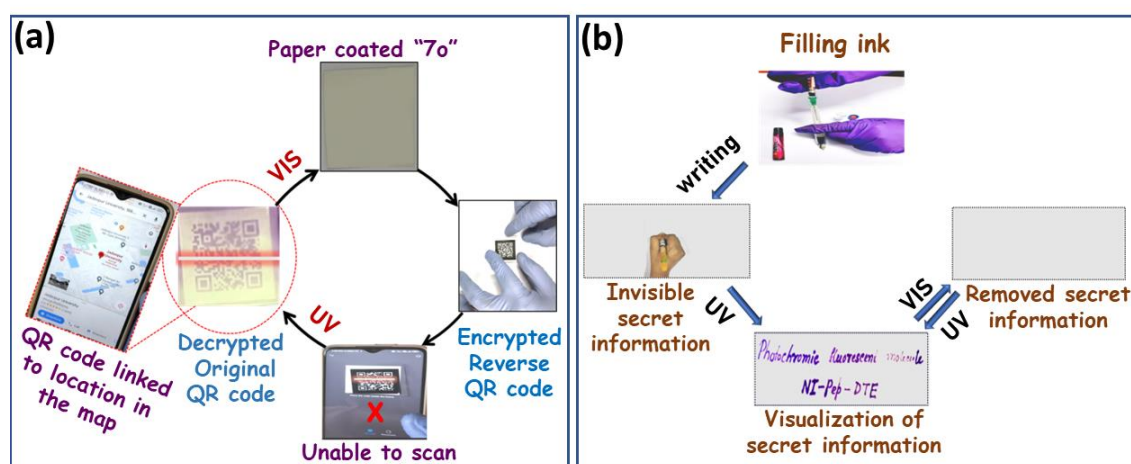 (a)
Paper coated "7o"
VIS
UV
Encrypted
Reverse QR
code
Unable to scan
Decrypted
Original
QR code
QR code linked
to location in
the map
(b)
Filling ink
writing
Invisible
secret
information
UV
Photochromic fluorescent molecule
NI-Pep-DTE
Visualization of
secret information
VIS
UV
Removed secret
information